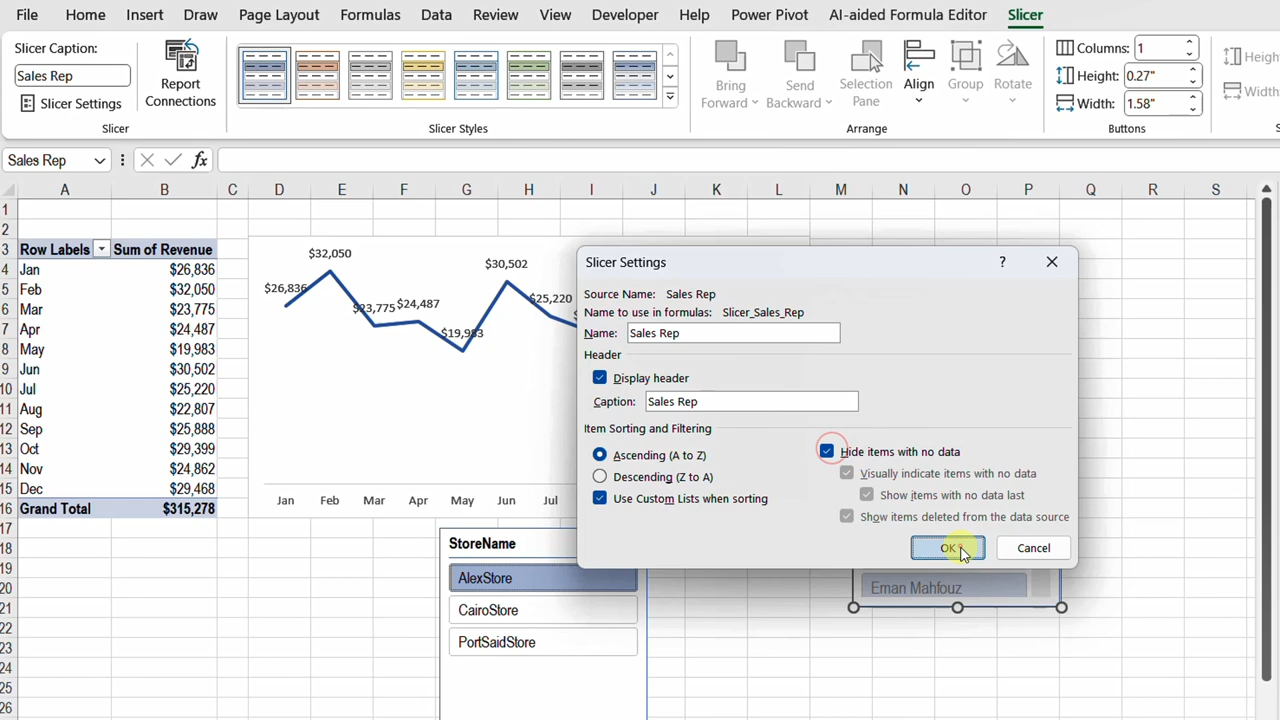 File Home Insert Draw Page Layout Formulas Data Review View Developer Help Power Pivot AI-aided Formula Editor Slicer
Slicer Caption:
Sales Rep
Slicer Settings
Report
Connections
Bring
Forward
Send
Backward
Selection
Pane
Align
Group
Rotate
Columns: 1
Height: 0.27"
Width: 1.58"
Height
Width
Slicer
Slicer Styles
Arrange
Buttons
Sales Rep
fx
A B C D E F G H I J K L M N O P Q R S
1
2
3 Row Labels Sum of Revenue
4 Jan $26,836
5 Feb $32,050
6 Mar $23,775
7 Apr $24,487
8 May $19,983
9 Jun $30,502
10 Jul $25,220
11 Aug $22,807
12 Sep $25,888
13 Oct $29,399
14 Nov $24,862
15 Dec $29,468
16 Grand Total $315,278
17
18
19
20
21
22
23
24
25
26
$26,836
$32,050
$23,775
$24,487
$19,983
$30,502
$25,220
Jan Feb Mar Apr May Jun Jul
StoreName
AlexStore
CairoStore
PortSaidStore
Slicer Settings ?
Source Name: Sales Rep
Name to use in formulas: Slicer_Sales_Rep
Name: Sales Rep
Header
Display header
Caption: Sales Rep
Item Sorting and Filtering
Ascending (A to Z)
Descending (Z to A)
Use Custom Lists when sorting
Hide items with no data
Visually indicate items with no data
Show items with no data last
Show items deleted from the data source
OK Cancel
Eman Mahfouz